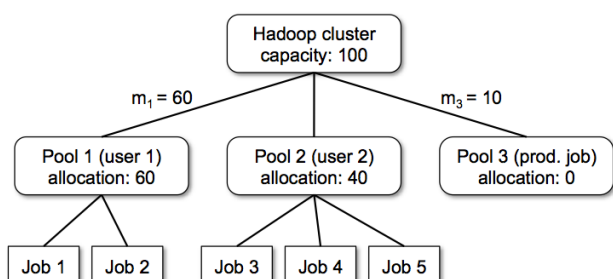 Hadoop cluster
capacity: 100
m₁ = 60
m₃ = 10
Pool 1 (user 1)
allocation: 60
Pool 2 (user 2)
allocation: 40
Pool 3 (prod. job)
allocation: 0
Job 1
Job 2
Job 3
Job 4
Job 5